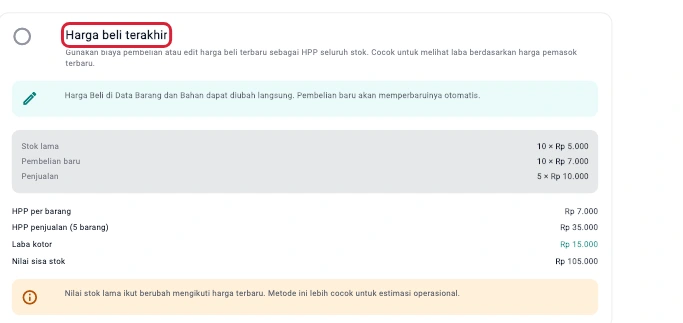 Harga beli terakhir
Gunakan biaya pembelian atau edit harga beli terbaru sebagai HPP seluruh stok. Cocok untuk melihat laba berdasarkan harga pemasok
terbaru.
Harga Beli di Data Barang dan Bahan dapat diubah langsung. Pembelian baru akan memperbaruinya otomatis.
Stok lama 10 × Rp 5.000
Pembelian baru 10 × Rp 7.000
Penjualan 5 × Rp 10.000
HPP per barang Rp 7.000
HPP penjualan (5 barang) Rp 35.000
Laba kotor Rp 15.000
Nilai sisa stok Rp 105.000
Nilai stok lama ikut berubah mengikuti harga terbaru. Metode ini lebih cocok untuk estimasi operasional.